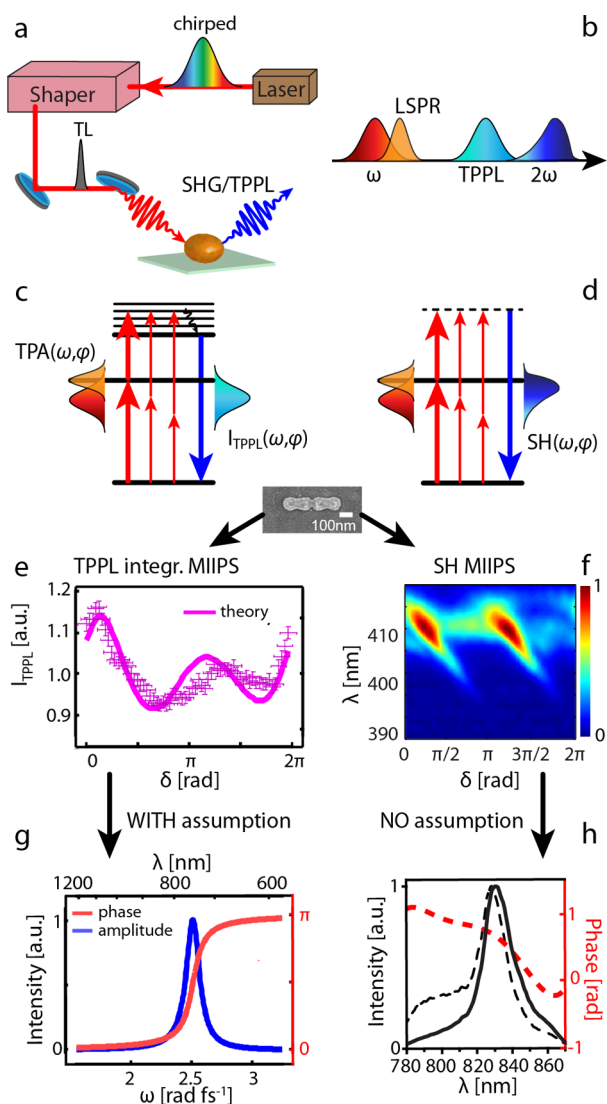 a
chirped
Shaper
Laser
TL
SHG/TPPL
b
LSPR
ω
TPPL
2ω
c
TPA(ω,φ)
I_TPPL(ω,φ)
d
SH(ω,φ)
100nm
e
TPPL integr. MIIPS
theory
I_TPPL [a.u.]
1.2
1.1
1.0
0.9
0
π
2π
δ [rad]
SH MIIPS
f
λ [nm]
410
400
390
0
π/2
π
3π/2
2π
δ [rad]
1
0
WITH assumption
NO assumption
g
λ [nm]
1200
800
600
phase
amplitude
Intensity [a.u.]
1
0
π
0
2
2.5
3
ω [rad fs⁻¹]
h
Intensity [a.u.]
1
0
Phase [rad]
1
0
-1
780
800
820
840
860
λ [nm]